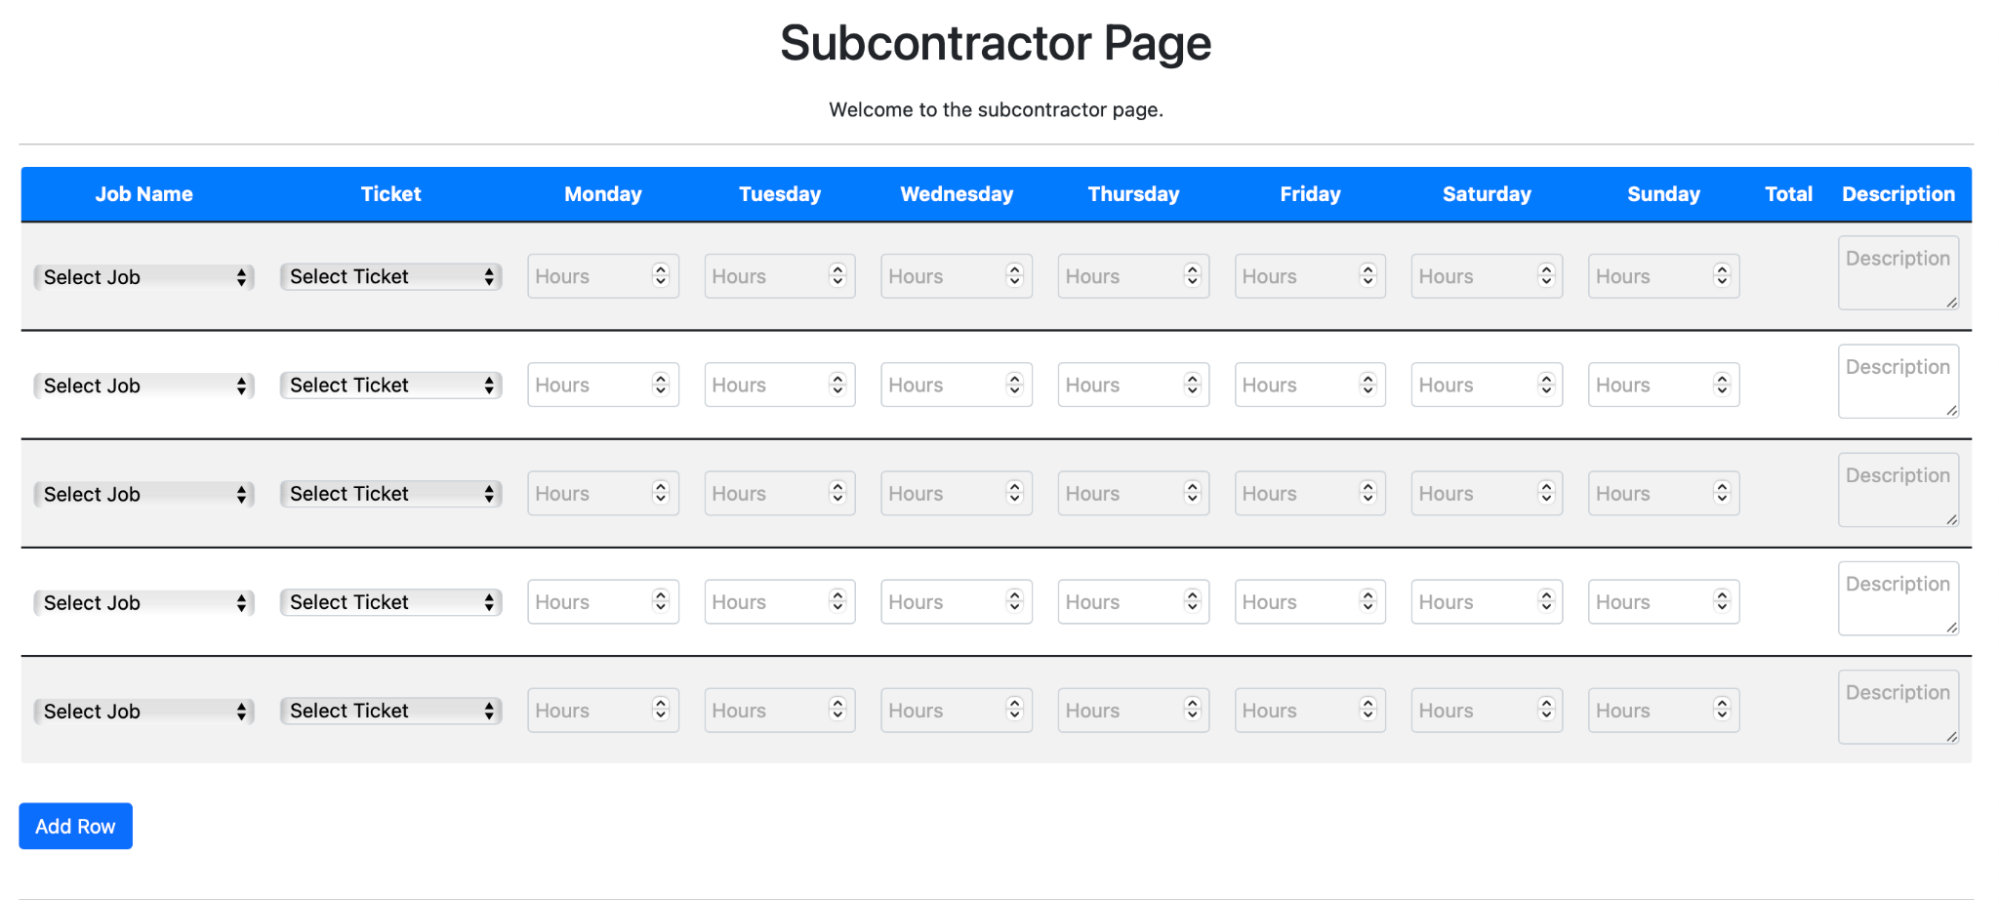 Subcontractor Page
Welcome to the subcontractor page.
Job Name Ticket Monday Tuesday Wednesday Thursday Friday Saturday Sunday Total Description
Select Job Select Ticket Hours Hours Hours Hours Hours Hours Hours Description
Select Job Select Ticket Hours Hours Hours Hours Hours Hours Hours Description
Select Job Select Ticket Hours Hours Hours Hours Hours Hours Hours Description
Select Job Select Ticket Hours Hours Hours Hours Hours Hours Hours Description
Select Job Select Ticket Hours Hours Hours Hours Hours Hours Hours Description
Add Row